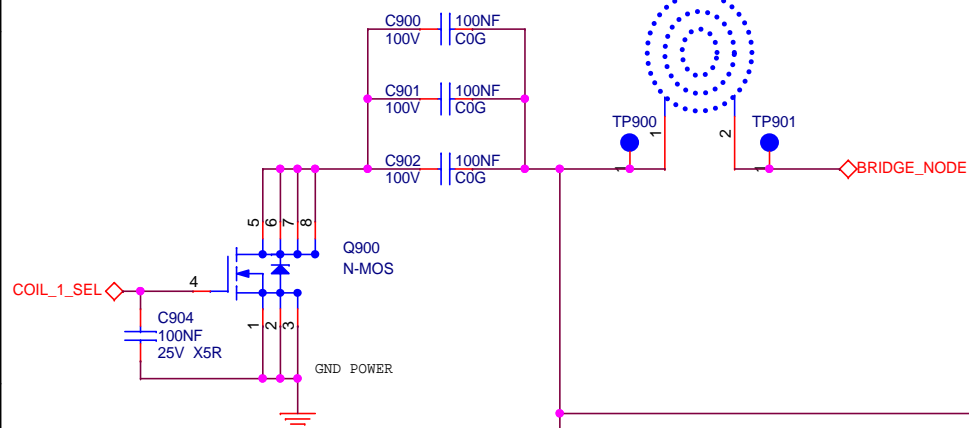 C900 100NF
100V C0G
C901 100NF
100V C0G
TP900 1 2 TP901
C902 100NF
100V C0G
1 1
BRIDGE_NODE
5 6 7 8
Q900
N-MOS
COIL_1_SEL 4
C904
100NF
25V X5R
1 2 3
GND POWER